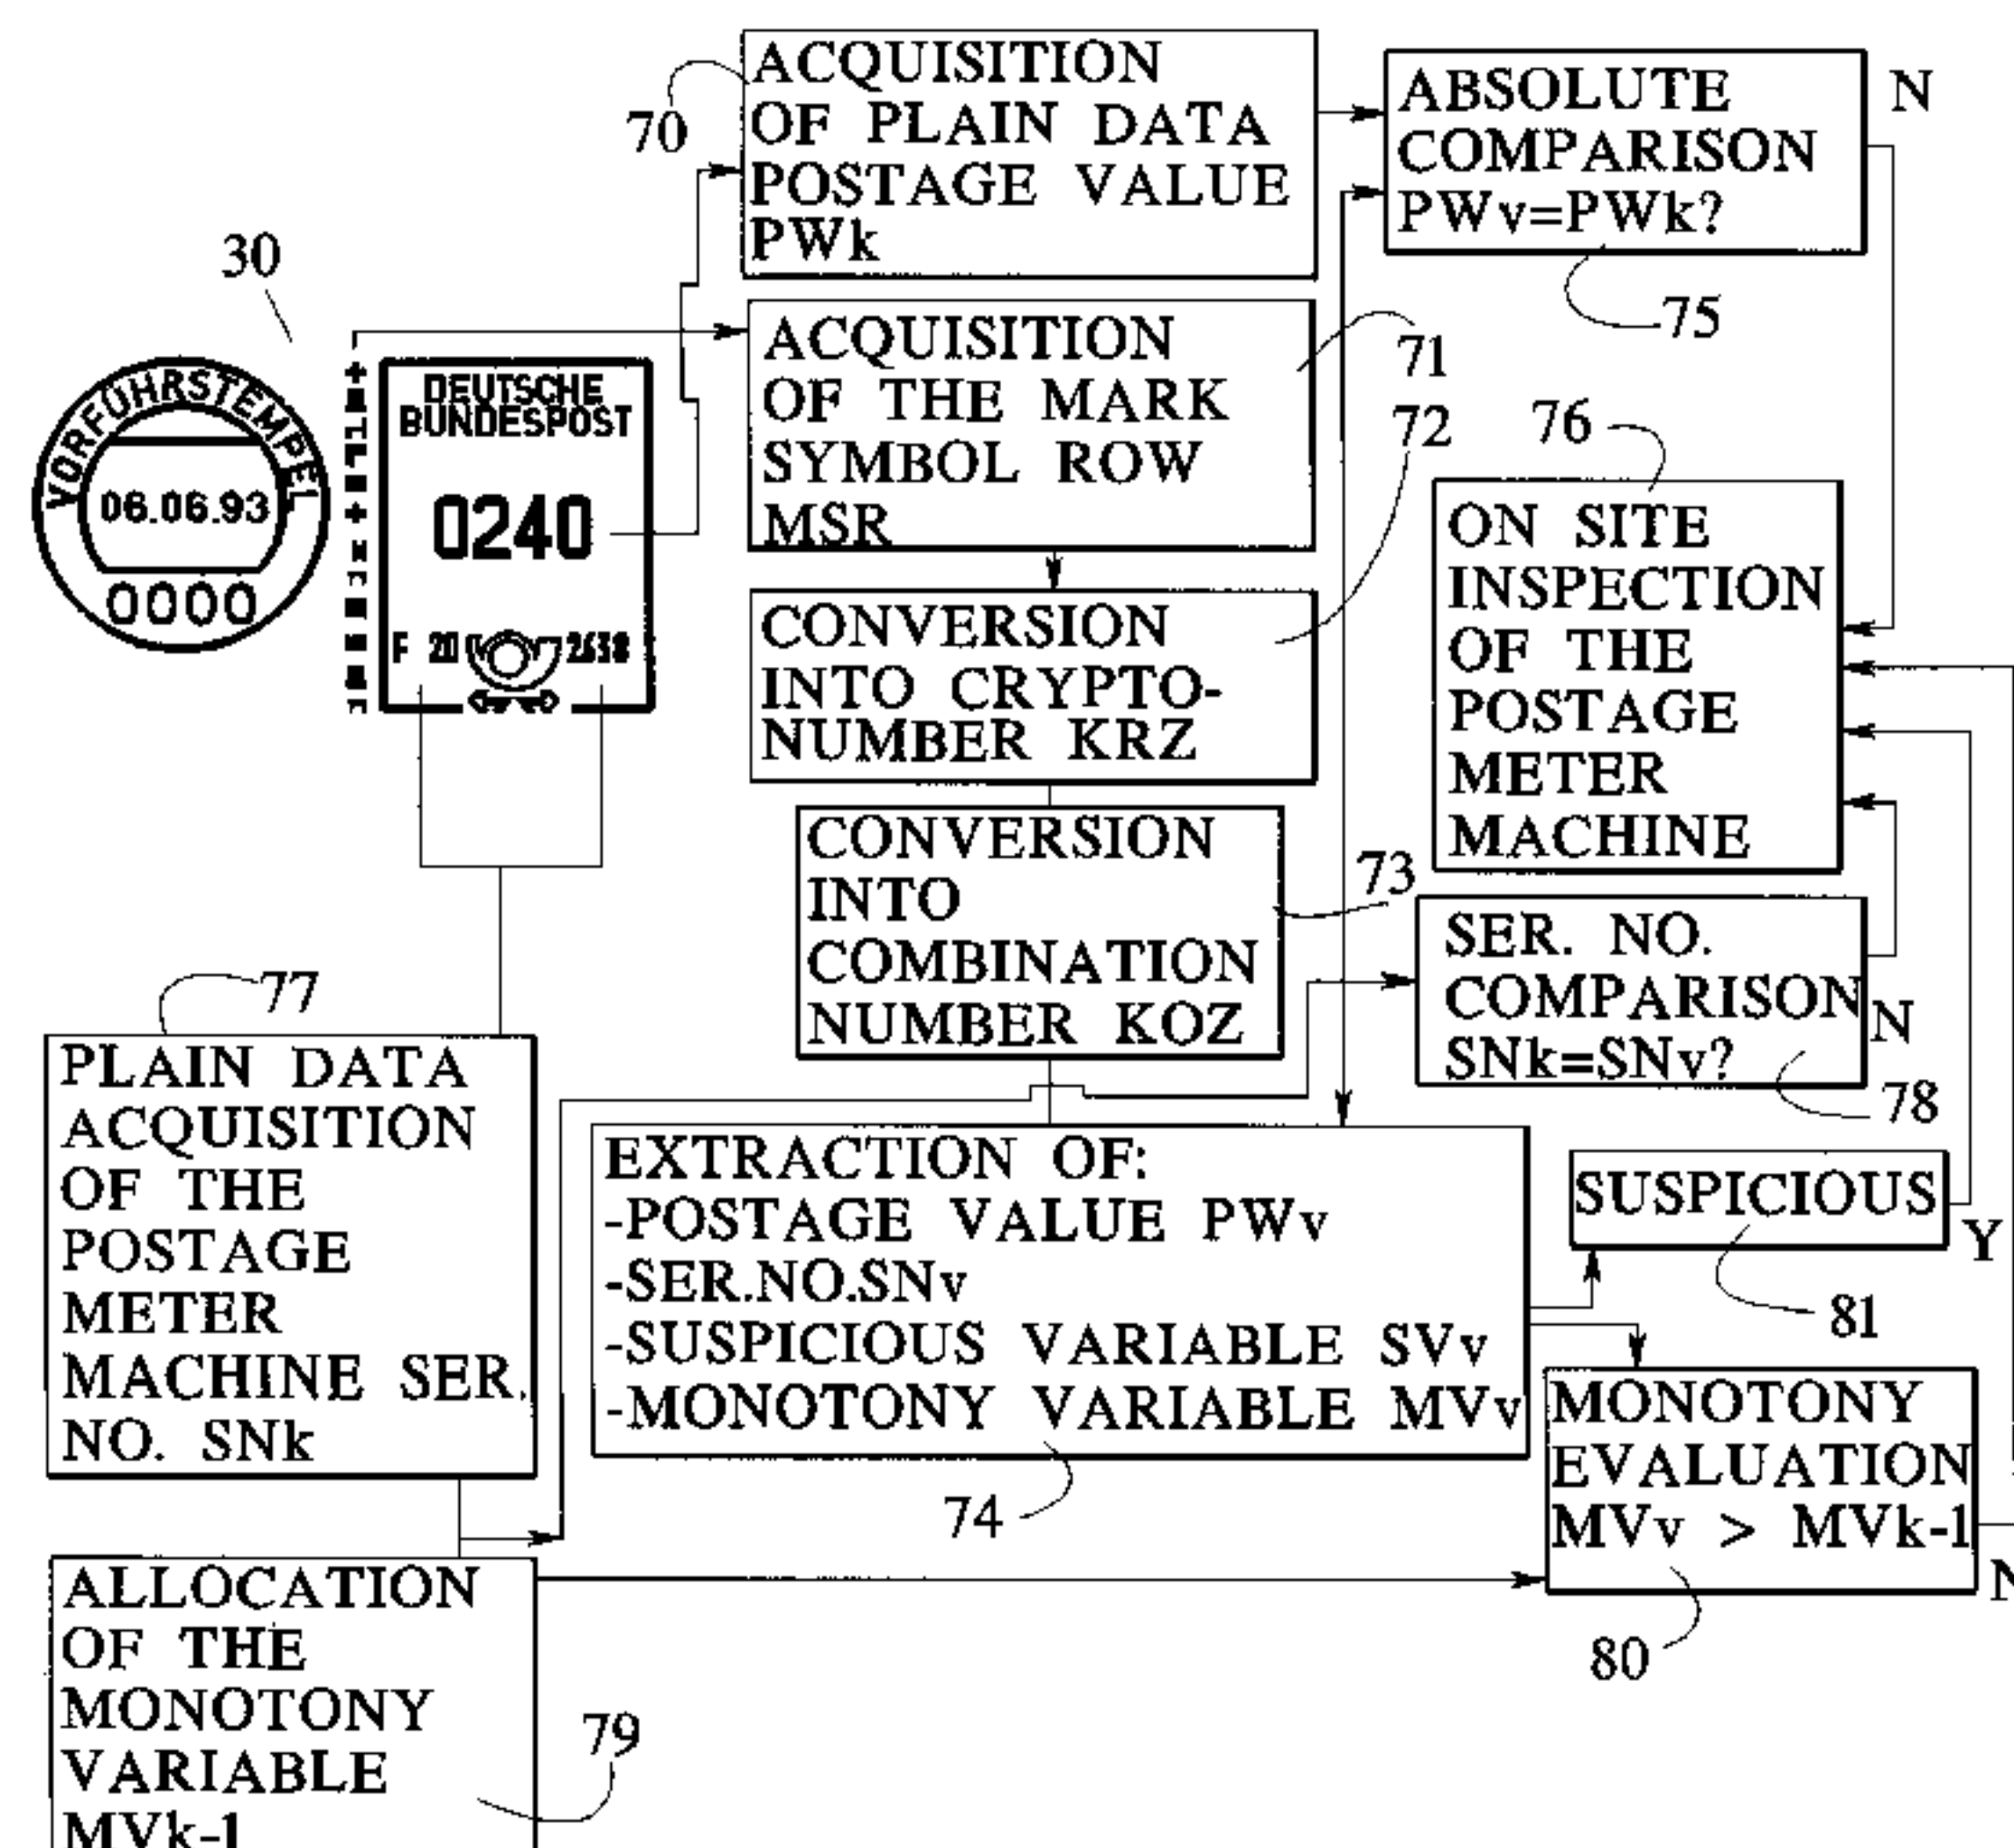 ACQUISITION
OF PLAIN DATA
POSTAGE VALUE
PWk
70
ABSOLUTE
COMPARISON
PWv=PWk?
N
75
30
VORFÜHRSTEMPEL
06.06.93
0000
DEUTSCHE
BUNDESPOST
0240
F 20 2638
ACQUISITION
OF THE MARK
SYMBOL ROW
MSR
71
72
CONVERSION
INTO CRYPTO-
NUMBER KRZ
76
ON SITE
INSPECTION
OF THE
POSTAGE
METER
MACHINE
CONVERSION
INTO
COMBINATION
NUMBER KOZ
73
SER. NO.
COMPARISON
SNk=SNv?
N
78
77
PLAIN DATA
ACQUISITION
OF THE
POSTAGE
METER
MACHINE SER.
NO. SNk
EXTRACTION OF:
-POSTAGE VALUE PWv
-SER.NO.SNv
-SUSPICIOUS VARIABLE SVv
-MONOTONY VARIABLE MVv
74
SUSPICIOUS
Y
81
MONOTONY
EVALUATION
MVv > MVk-1
N
80
ALLOCATION
OF THE
MONOTONY
VARIABLE
MVk-1
79